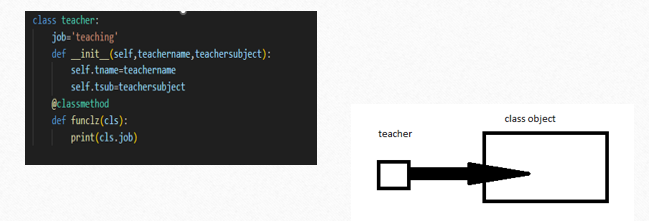 class teacher:
    job='teaching'
    def __init__(self,teachername,teachersubject):
        self.tname=teachername
        self.tsub=teachersubject
    @classmethod
    def funclz(cls):
        print(cls.job)
class object
teacher